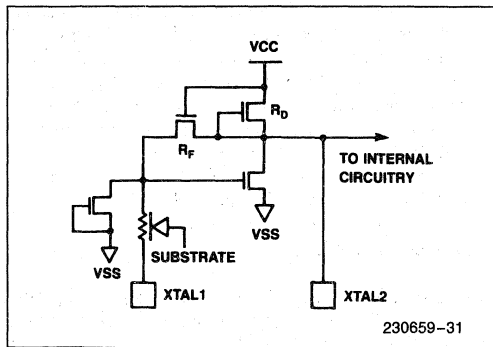 VCC
R_D
R_F
TO INTERNAL
CIRCUITRY
VSS
SUBSTRATE
VSS
XTAL1
XTAL2
230659-31